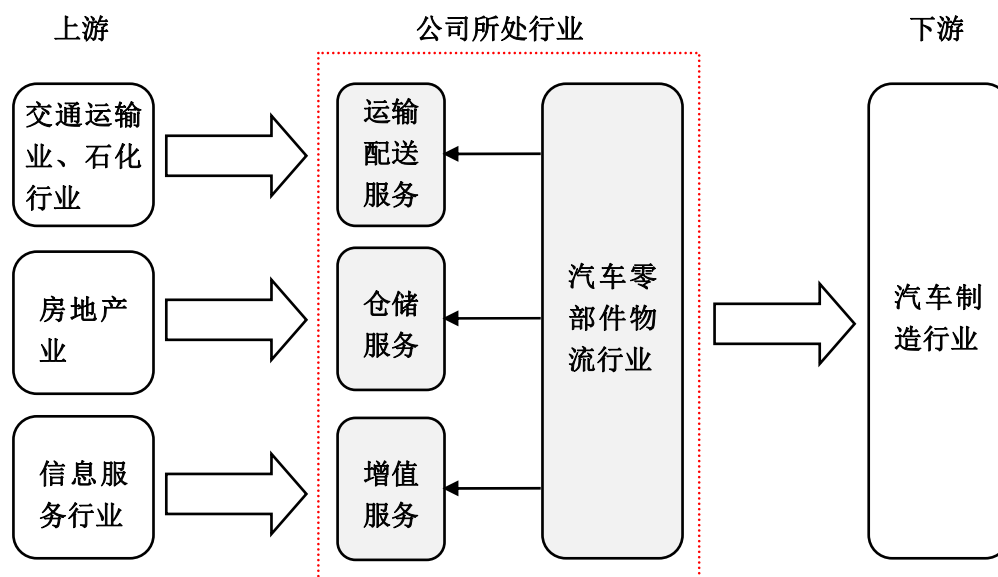 上游
公司所处行业
下游
交通运输
业、石化
行业
运输
配送
服务
房地产
业
仓储
服务
汽车零
部件物
流行业
汽车制
造行业
信息服
务行业
增值
服务